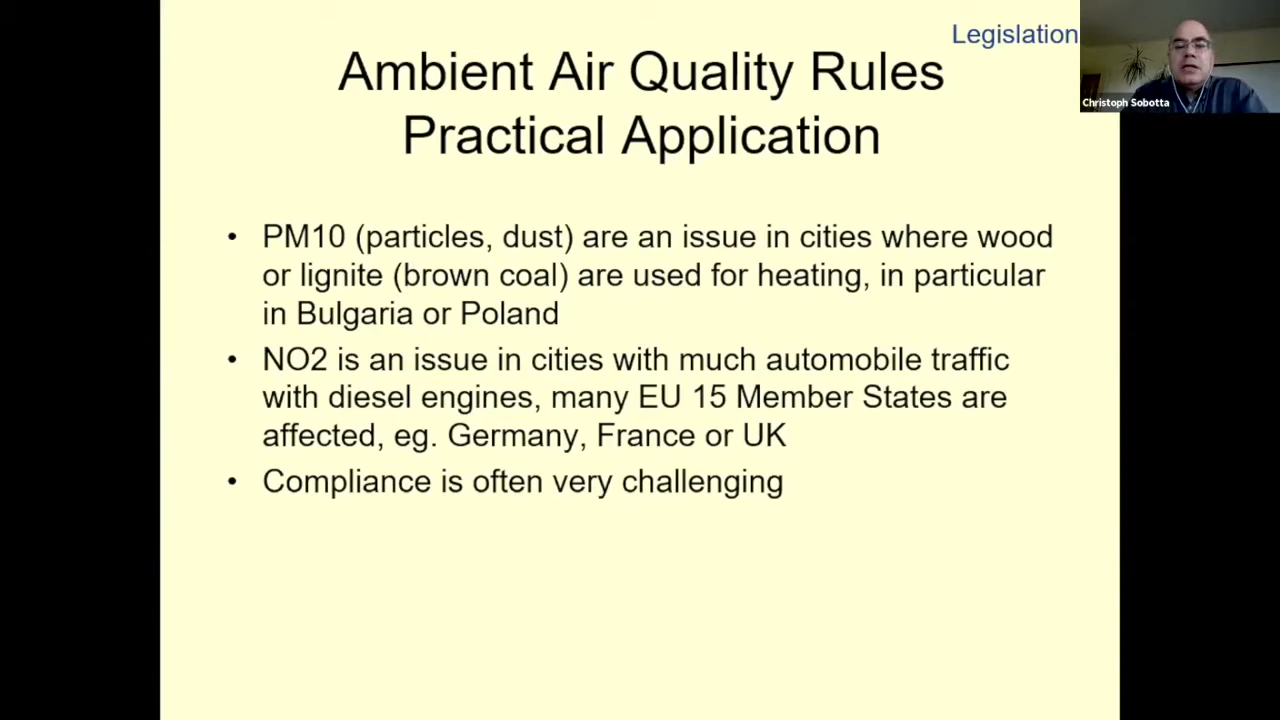 Legislation
Ambient Air Quality Rules
Practical Application
Christoph Sobotta
• PM10 (particles, dust) are an issue in cities where wood
or lignite (brown coal) are used for heating, in particular
in Bulgaria or Poland
• NO2 is an issue in cities with much automobile traffic
with diesel engines, many EU 15 Member States are
affected, eg. Germany, France or UK
• Compliance is often very challenging